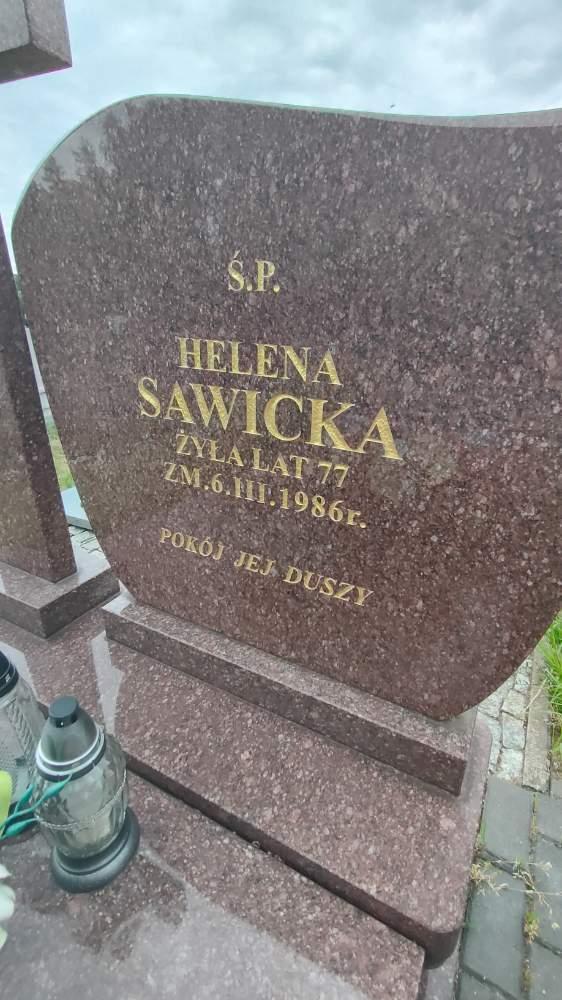 Ś.P.
HELENA
SAWICKA
ŻYŁA LAT 77
ZM. 6.III.1986r.
POKÓJ JEJ DUSZY